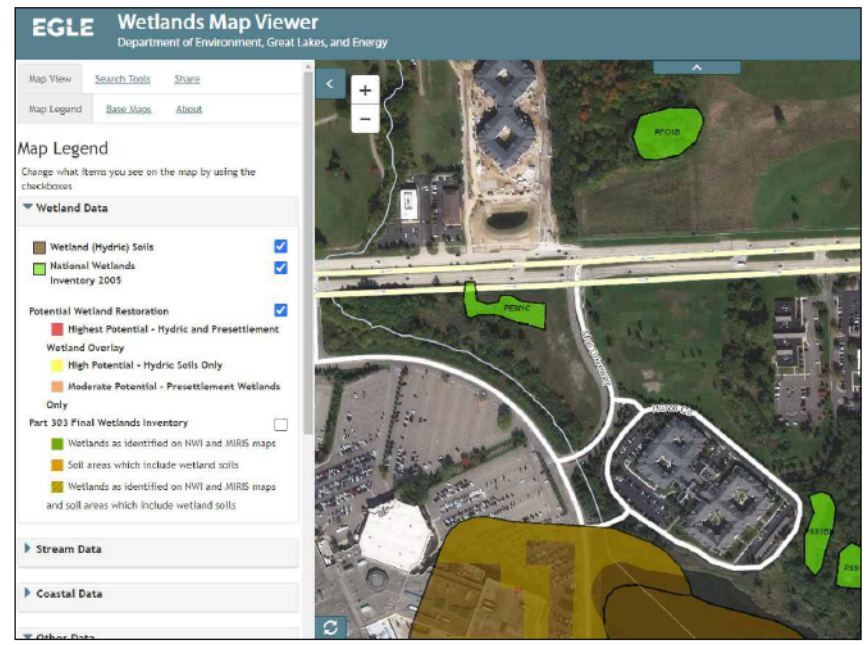 EGLE
Wetlands Map Viewer
Department of Environment, Great Lakes, and Energy
Map View Search Tools Share
Map Legend Base Maps About
Map Legend
Change what items you see on the map by using the
checkboxes
Wetland Data
Wetland (Hydric) Soils
National Wetlands
Inventory 2005
Potential Wetland Restoration
Highest Potential - Hydric and Presettlement
Wetland Overlay
High Potential - Hydric Soils Only
Moderate Potential - Presettlement Wetlands
Only
Part 303 Final Wetlands Inventory
Wetlands as identified on NWI and MIRIS maps
Soil areas which include wetland soils
Wetlands as identified on NWI and MIRIS maps
and soil areas which include wetland soils
Stream Data
Coastal Data
Other Data
+
−
PEM1C